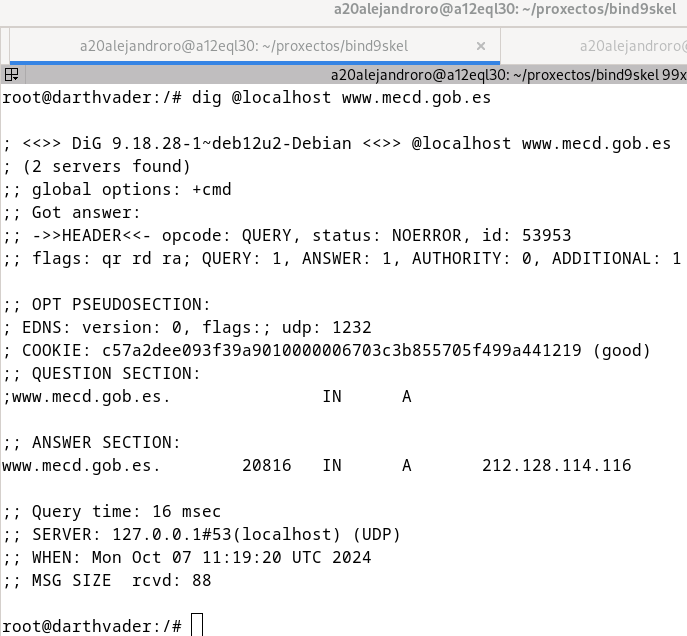 a20alejandroro@a12eql30: ~/proxectos/bind9skel
a20alejandroro@a12eql30: ~/proxectos/bind9skel × a20alejandroro@
a20alejandroro@a12eql30: ~/proxectos/bind9skel 99x
root@darthvader:/# dig @localhost www.mecd.gob.es

; <<>> DiG 9.18.28-1~deb12u2-Debian <<>> @localhost www.mecd.gob.es
; (2 servers found)
;; global options: +cmd
;; Got answer:
;; ->>HEADER<<- opcode: QUERY, status: NOERROR, id: 53953
;; flags: qr rd ra; QUERY: 1, ANSWER: 1, AUTHORITY: 0, ADDITIONAL: 1

;; OPT PSEUDOSECTION:
; EDNS: version: 0, flags:; udp: 1232
; COOKIE: c57a2dee093f39a9010000006703c3b855705f499a441219 (good)
;; QUESTION SECTION:
;www.mecd.gob.es. IN A

;; ANSWER SECTION:
www.mecd.gob.es. 20816 IN A 212.128.114.116

;; Query time: 16 msec
;; SERVER: 127.0.0.1#53(localhost) (UDP)
;; WHEN: Mon Oct 07 11:19:20 UTC 2024
;; MSG SIZE rcvd: 88

root@darthvader:/#